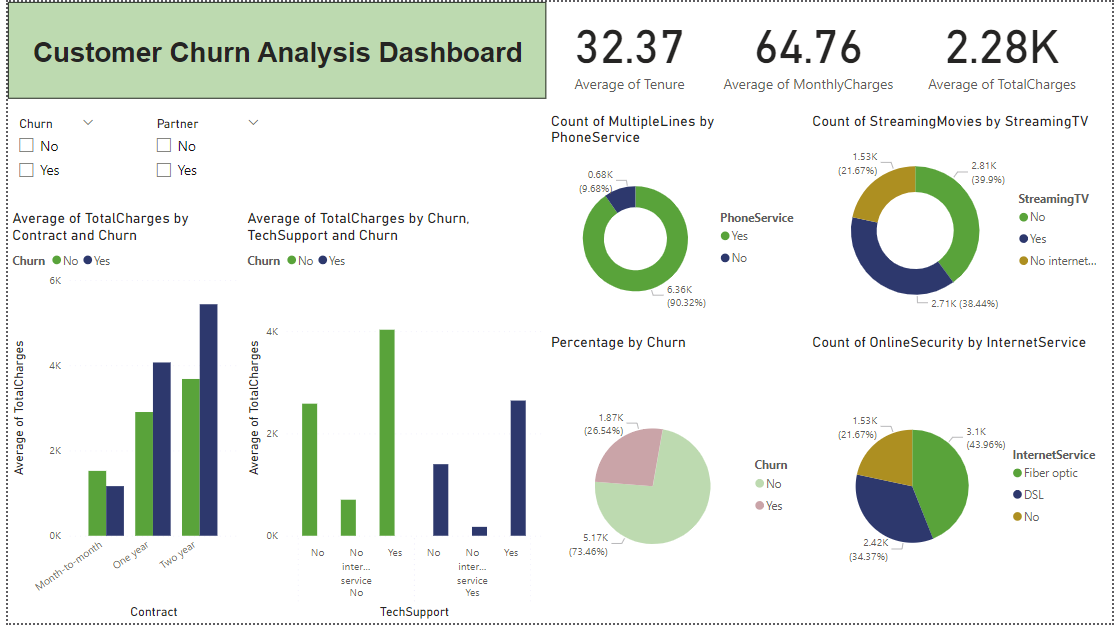 Customer Churn Analysis Dashboard
32.37
Average of Tenure
64.76
Average of MonthlyCharges
2.28K
Average of TotalCharges
Churn
No
Yes
Partner
No
Yes
Average of TotalCharges by
Contract and Churn
Churn No Yes
6K
4K
2K
0K
Average of TotalCharges
Month-to-month
One year
Two year
Contract
Average of TotalCharges by Churn,
TechSupport and Churn
Churn No Yes
4K
2K
0K
Average of TotalCharges
No
No
inter...
service
Yes
No
No
No
inter...
service
Yes
Yes
TechSupport
Count of MultipleLines by
PhoneService
0.68K
(9.68%)
6.36K
(90.32%)
PhoneService
Yes
No
Count of StreamingMovies by StreamingTV
1.53K
(21.67%)
2.81K
(39.9%)
2.71K (38.44%)
StreamingTV
No
Yes
No internet...
Percentage by Churn
1.87K
(26.54%)
5.17K
(73.46%)
Churn
No
Yes
Count of OnlineSecurity by InternetService
1.53K
(21.67%)
3.1K
(43.96%)
2.42K
(34.37%)
InternetService
Fiber optic
DSL
No